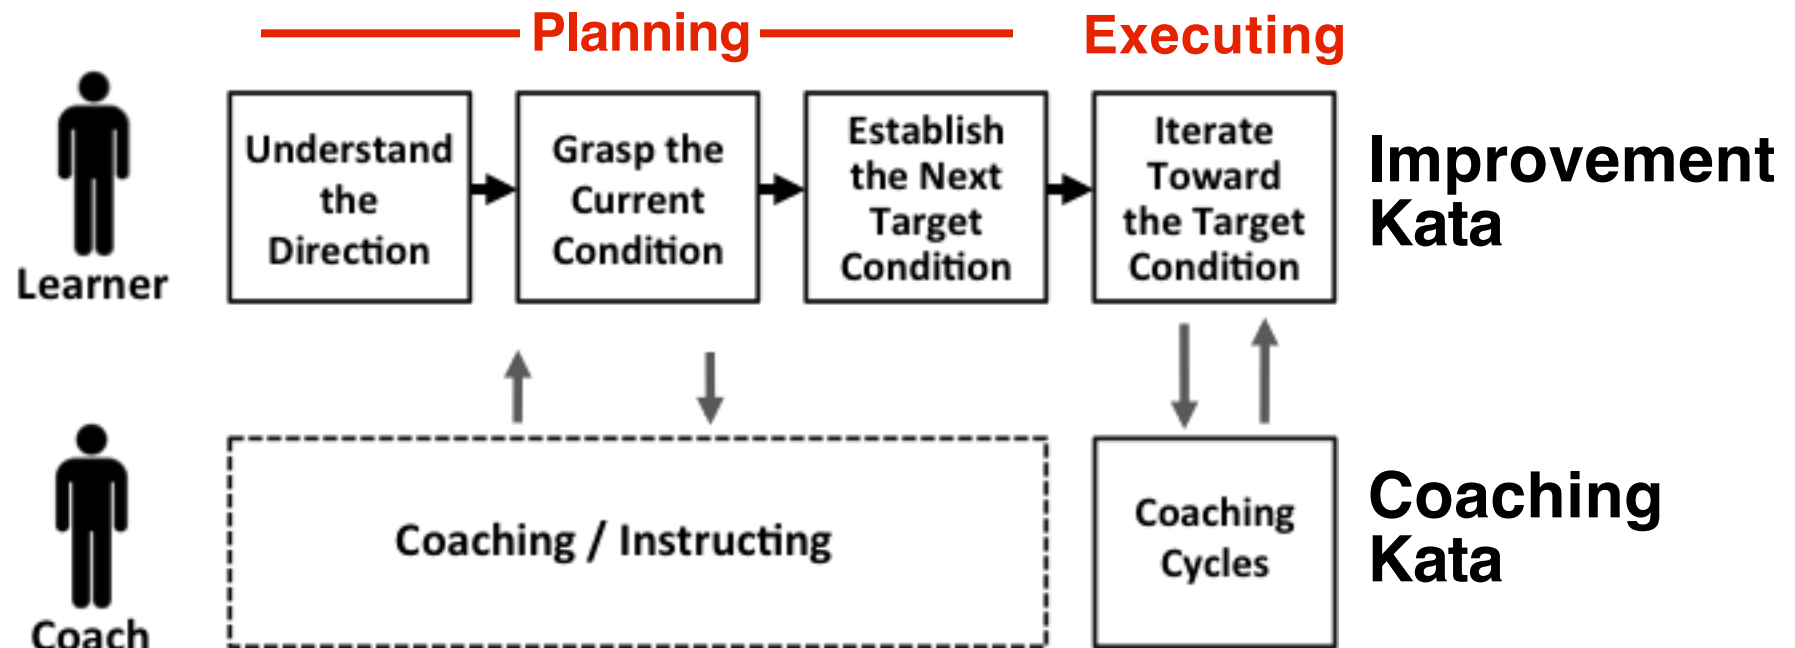 Planning
Executing
Understand
the
Direction
Grasp the
Current
Condition
Establish
the Next
Target
Condition
Iterate
Toward
the Target
Condition
Improvement
Kata
Learner
Coaching / Instructing
Coaching
Cycles
Coaching
Kata
Coach